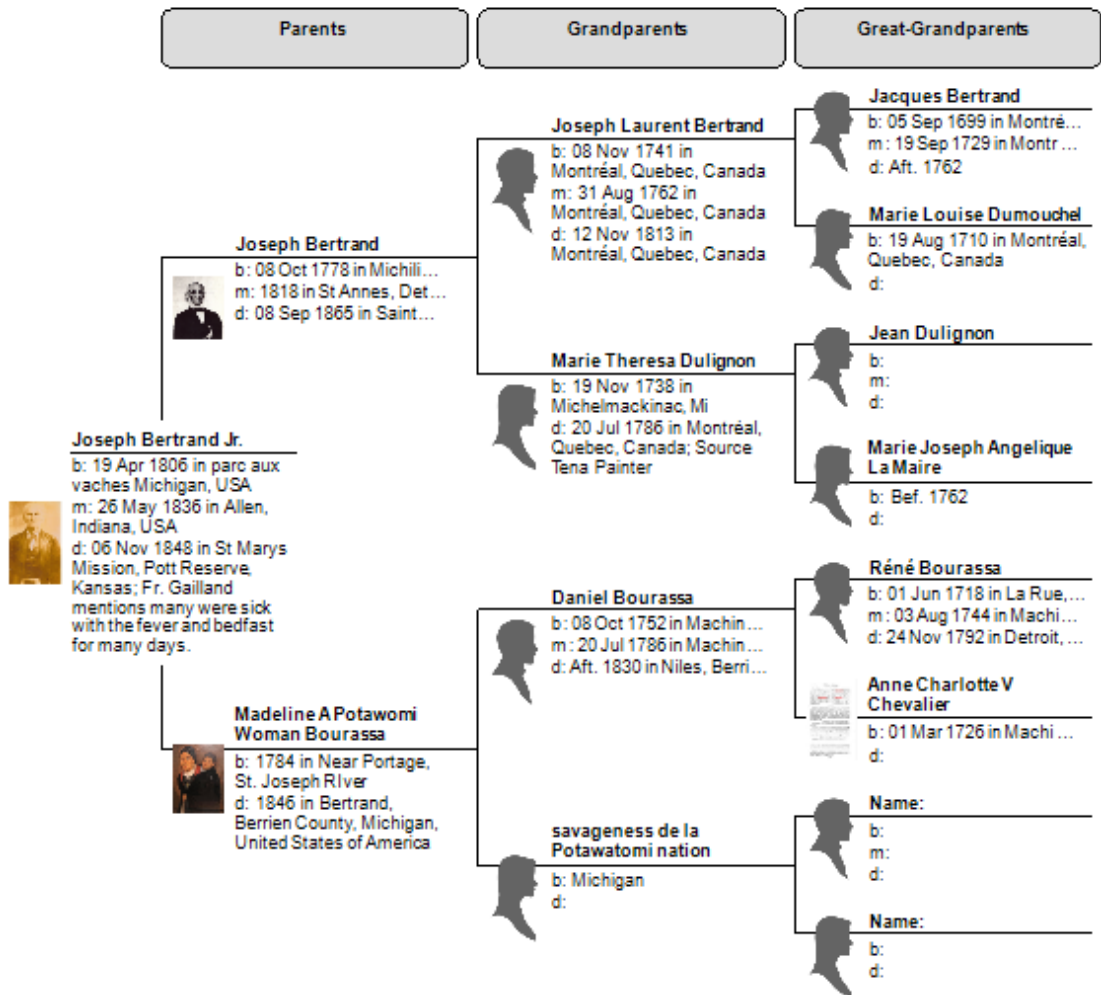 Parents
Grandparents
Great-Grandparents
Joseph Bertrand Jr.
b: 19 Apr 1806 in parc aux
vaches Michigan, USA
m: 26 May 1836 in Allen,
Indiana, USA
d: 06 Nov 1848 in St Marys
Mission, Pott Reserve,
Kansas; Fr. Gailland
mentions many were sick
with the fever and bedfast
for many days.
Joseph Bertrand
b: 08 Oct 1778 in Michili...
m: 1818 in St Annes, Det...
d: 08 Sep 1865 in Saint...
Madeline A Potawomi
Woman Bourassa
b: 1784 in Near Portage,
St. Joseph RIver
d: 1846 in Bertrand,
Berrien County, Michigan,
United States of America
Joseph Laurent Bertrand
b: 08 Nov 1741 in
Montréal, Quebec, Canada
m: 31 Aug 1762 in
Montréal, Quebec, Canada
d: 12 Nov 1813 in
Montréal, Quebec, Canada
Marie Theresa Dulignon
b: 19 Nov 1738 in
Michelmackinac, Mi
d: 20 Jul 1786 in Montréal,
Quebec, Canada; Source
Tena Painter
Daniel Bourassa
b: 08 Oct 1752 in Machin...
m: 20 Jul 1786 in Machin...
d: Aft. 1830 in Niles, Berri...
savageness de la
Potawatomi nation
b: Michigan
d:
Jacques Bertrand
b: 05 Sep 1699 in Montré...
m: 19 Sep 1729 in Montr...
d: Aft. 1762
Marie Louise Dumouchel
b: 19 Aug 1710 in Montréal,
Quebec, Canada
d:
Jean Dulignon
b:
m:
d:
Marie Joseph Angelique
La Maire
b: Bef. 1762
d:
Réné Bourassa
b: 01 Jun 1718 in La Rue,...
m: 03 Aug 1744 in Machi...
d: 24 Nov 1792 in Detroit, ...
Anne Charlotte V
Chevalier
b: 01 Mar 1726 in Machi...
d:
Name:
b:
m:
d:
Name:
b:
d: